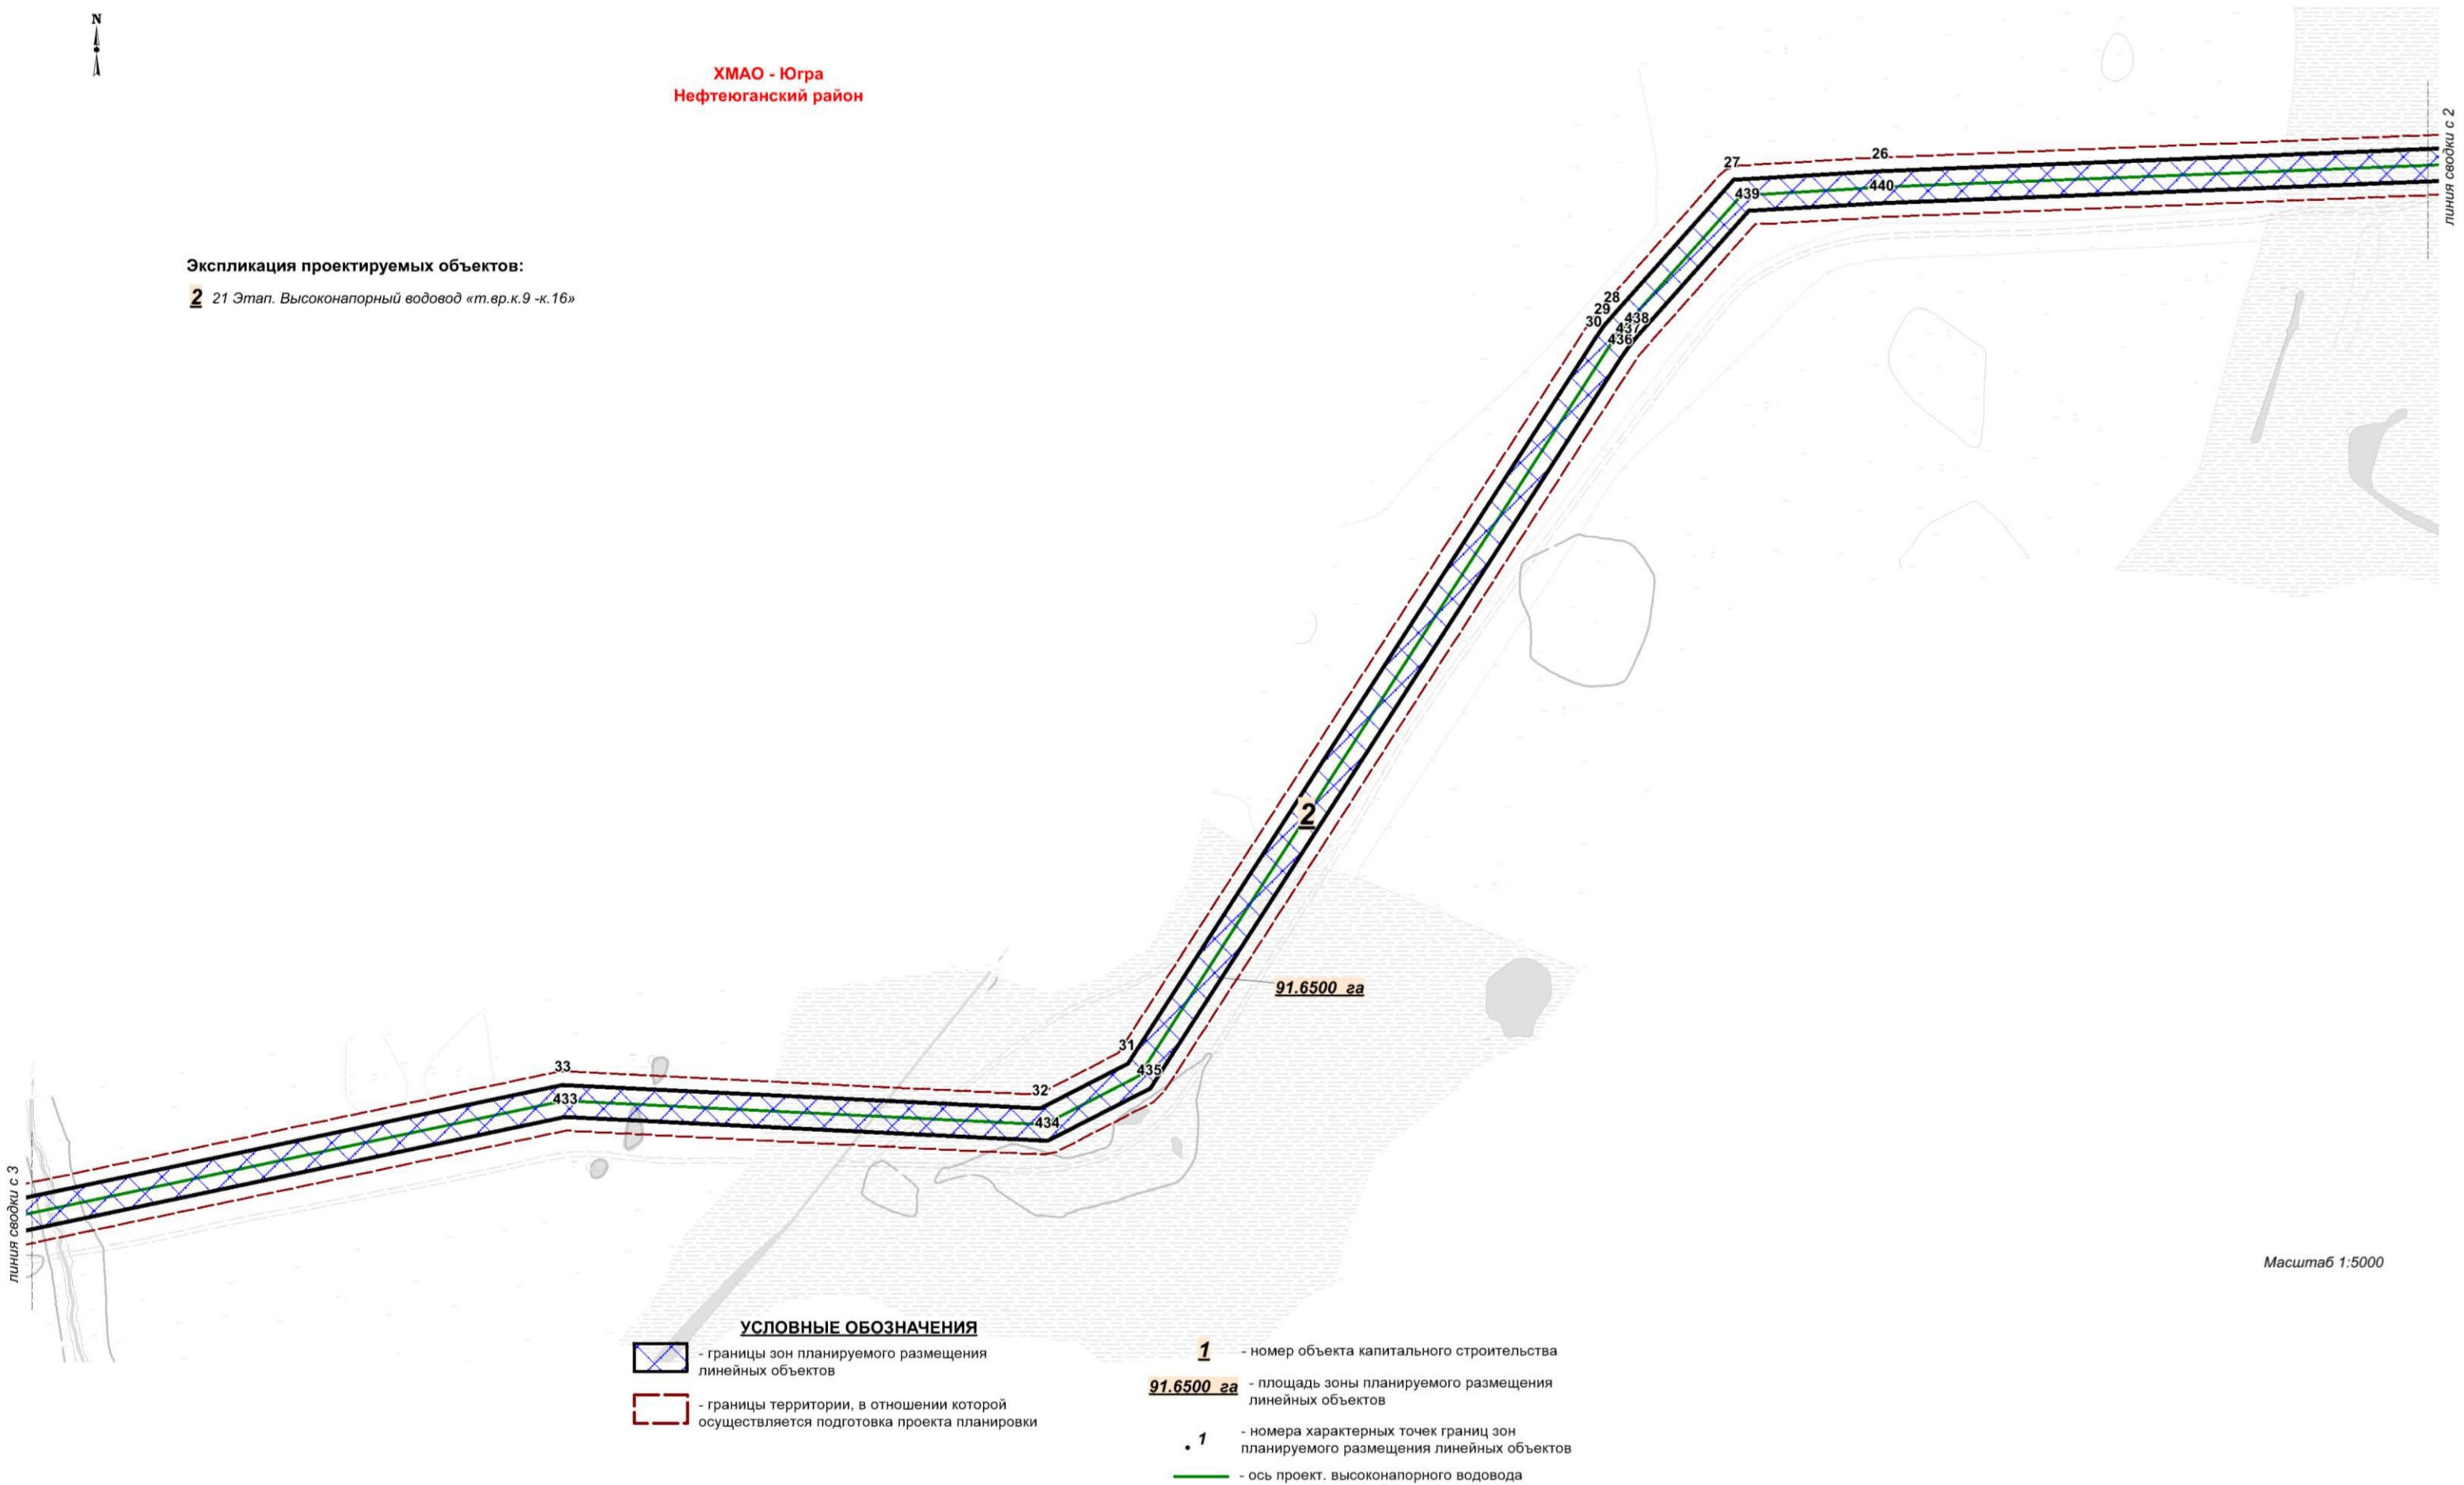 N
ХМАО - Югра
Нефтеюганский район
линия сводки с 2
27
26
439
440
Экспликация проектируемых объектов:
2 21 Этап. Высоконапорный водовод «т.вр.к.9 -к.16»
28
29
30
438
437
436
2
91.6500 га
31
435
33
32
433
434
линия сводки с 3
Масштаб 1:5000
УСЛОВНЫЕ ОБОЗНАЧЕНИЯ
- границы зон планируемого размещения
линейных объектов
- границы территории, в отношении которой
осуществляется подготовка проекта планировки
1 - номер объекта капитального строительства
91.6500 га - площадь зоны планируемого размещения
линейных объектов
1 - номера характерных точек границ зон
планируемого размещения линейных объектов
- ось проект. высоконапорного водовода